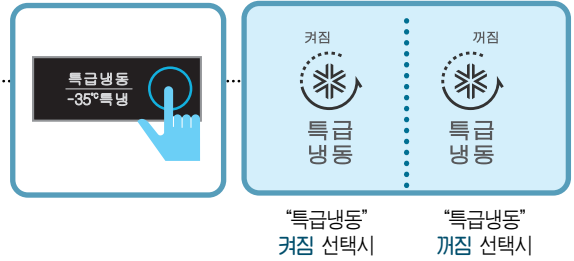 특급냉동
-35℃특냉
켜짐
특급
냉동
꺼짐
특급
냉동
“특급냉동”
켜짐 선택시
“특급냉동”
꺼짐 선택시